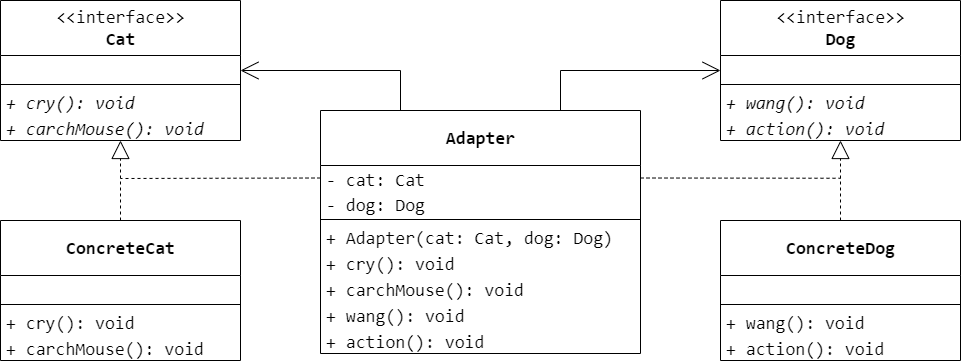 <<interface>>
Cat
+ cry(): void
+ carchMouse(): void
<<interface>>
Dog
+ wang(): void
+ action(): void
Adapter
- cat: Cat
- dog: Dog
+ Adapter(cat: Cat, dog: Dog)
+ cry(): void
+ carchMouse(): void
+ wang(): void
+ action(): void
ConcreteCat
+ cry(): void
+ carchMouse(): void
ConcreteDog
+ wang(): void
+ action(): void